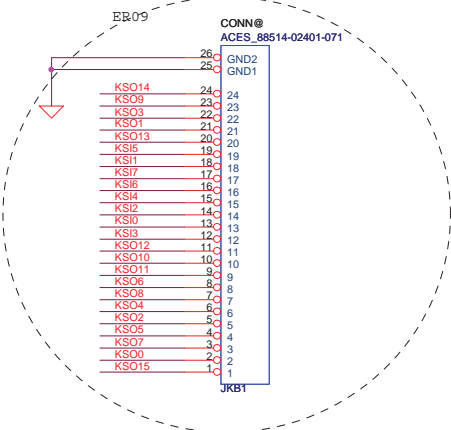 ER09
CONN@
ACES_88514-02401-071
26 GND2
25 GND1
KSO14 24 24
KSO9 23 23
KSO3 22 22
KSO1 21 21
KSO13 20 20
KSI5 19 19
KSI1 18 18
KSI7 17 17
KSI6 16 16
KSI4 15 15
KSI2 14 14
KSI0 13 13
KSI3 12 12
KSO12 11 11
KSO10 10 10
KSO11 9 9
KSO6 8 8
KSO8 7 7
KSO4 6 6
KSO2 5 5
KSO5 4 4
KSO7 3 3
KSO0 2 2
KSO15 1 1
JKB1